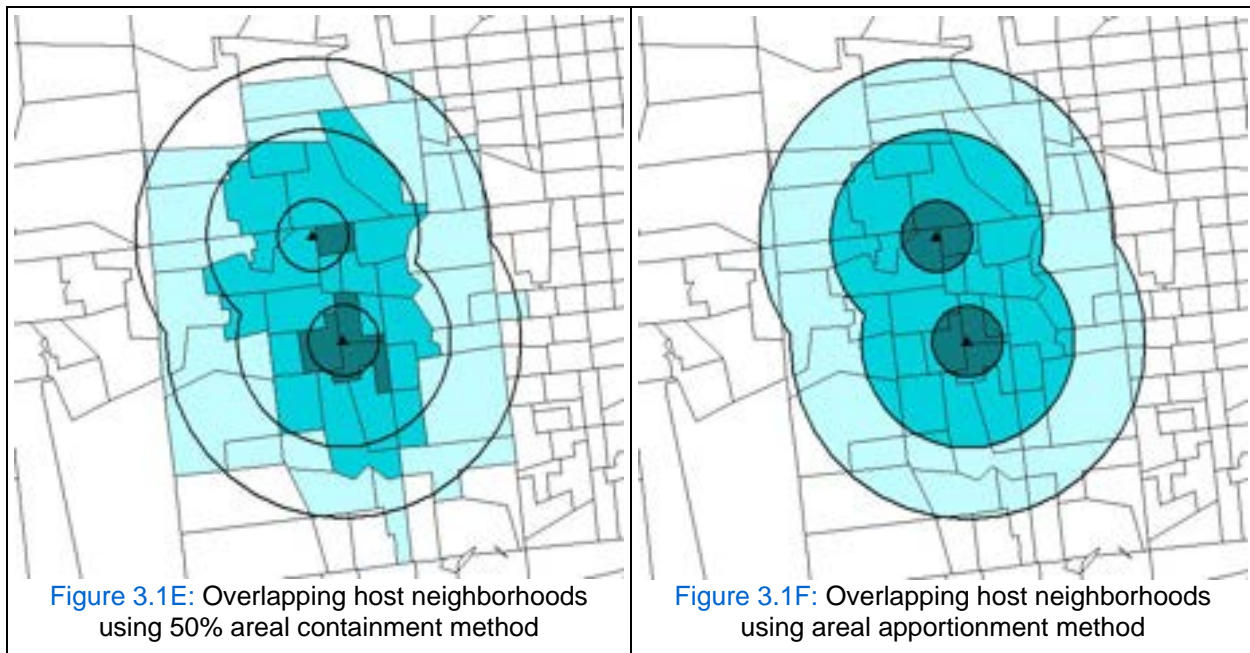 Figure 3.1E: Overlapping host neighborhoods
using 50% areal containment method
Figure 3.1F: Overlapping host neighborhoods
using areal apportionment method